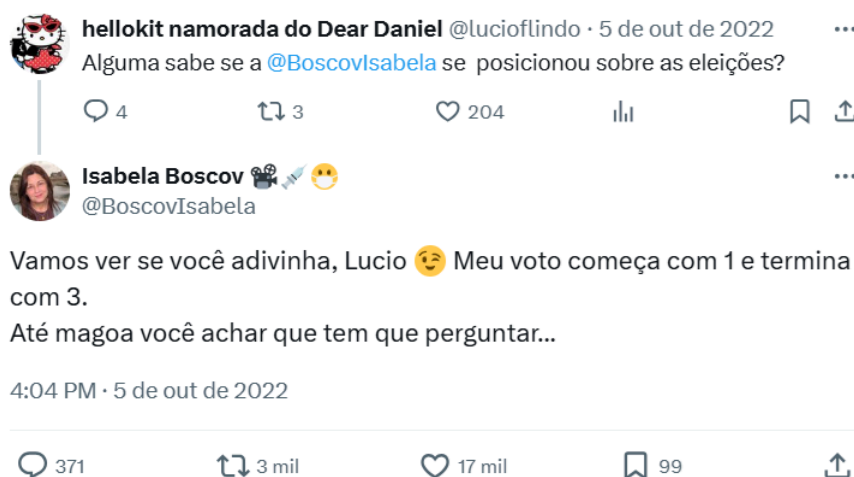 hellokit namorada do Dear Daniel @lucioflindo · 5 de out de 2022
Alguma sabe se a @BoscovIsabela se posicionou sobre as eleições?
4 3 204
Isabela Boscov 🎥💉😷
@BoscovIsabela
Vamos ver se você adivinha, Lucio 😉 Meu voto começa com 1 e termina
com 3.
Até magoa você achar que tem que perguntar...
4:04 PM · 5 de out de 2022
371 3 mil 17 mil 99